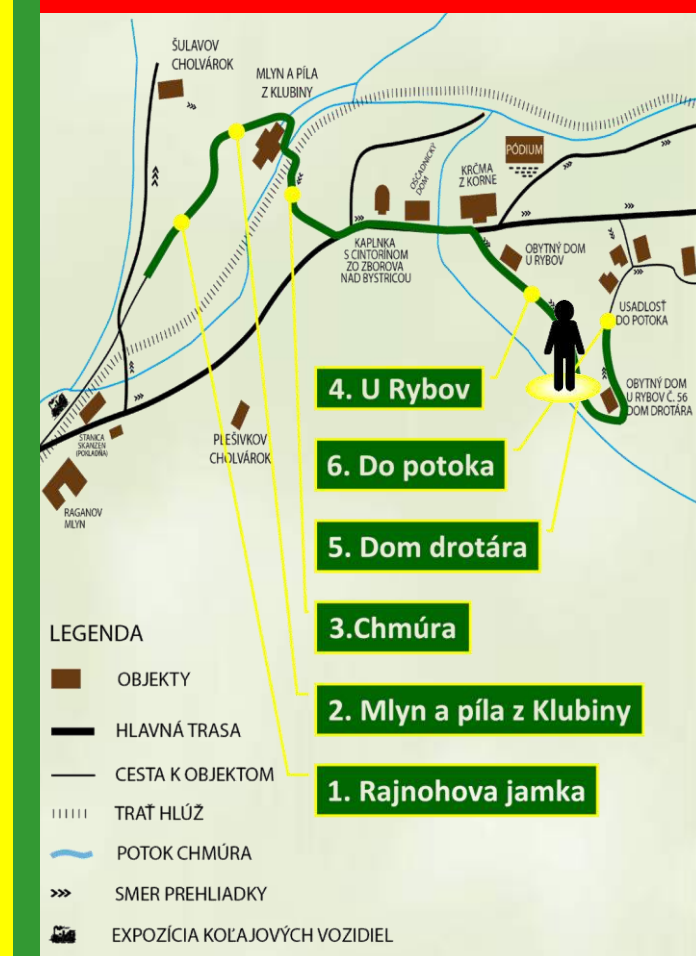 ŠULAVOV
CHOLVÁROK
MLYN A PÍLA
Z KLUBINY
OŠČADNICKÝ
DOM
KRČMA
Z KORNE
PÓDIUM
KAPLNKA
S CINTORÍNOM
ZO ZBOROVA
NAD BYSTRICOU
OBYTNÝ DOM
U RYBOV
USADLOSŤ
DO POTOKA
OBYTNÝ DOM
U RYBOV Č. 56
DOM DROTÁRA
STANICA
SKANZEN
(POKLADŇA)
RAGANOV
MLYN
PLEŠIVKOV
CHOLVÁROK
4. U Rybov
6. Do potoka
5. Dom drotára
3.Chmúra
2. Mlyn a píla z Klubiny
1. Rajnohova jamka
LEGENDA
OBJEKTY
HLAVNÁ TRASA
CESTA K OBJEKTOM
TRAŤ HLÚŽ
POTOK CHMÚRA
SMER PREHLIADKY
EXPOZÍCIA KOĽAJOVÝCH VOZIDIEL